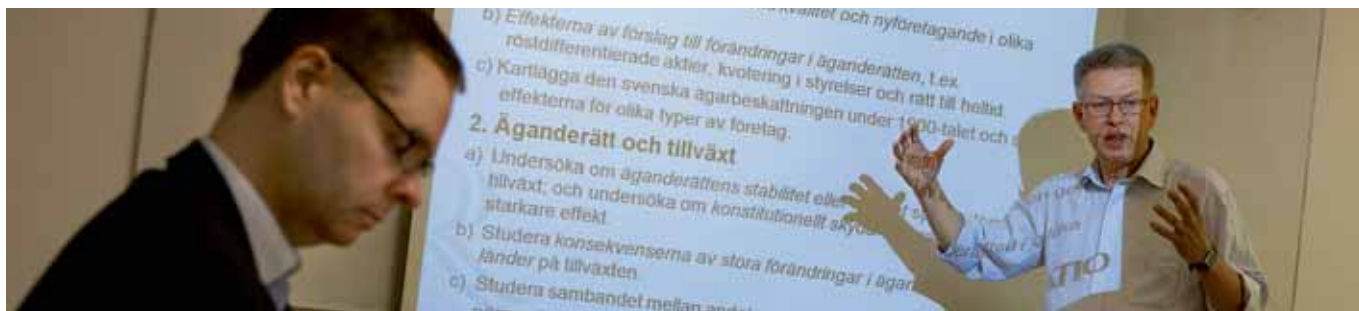 kvalitet och nyföretagande i olika
b) Effekterna av förslag till förändringar i äganderätten, t.ex.
röstdifferentierade aktier, kvotering i styrelser och rätt till heltid.
c) Kartlägga den svenska ägarbeskattningen under 1900-talet och
effekterna för olika typer av företag.
2. Äganderätt och tillväxt
a) Undersöka om äganderättens stabilitet eller
tillväxt; och undersöka om konstitutionellt
starkare effekt.
b) Studera konsekvenserna av stora förändringar i
länder på tillväxten.
c) Studera sambandet mellan